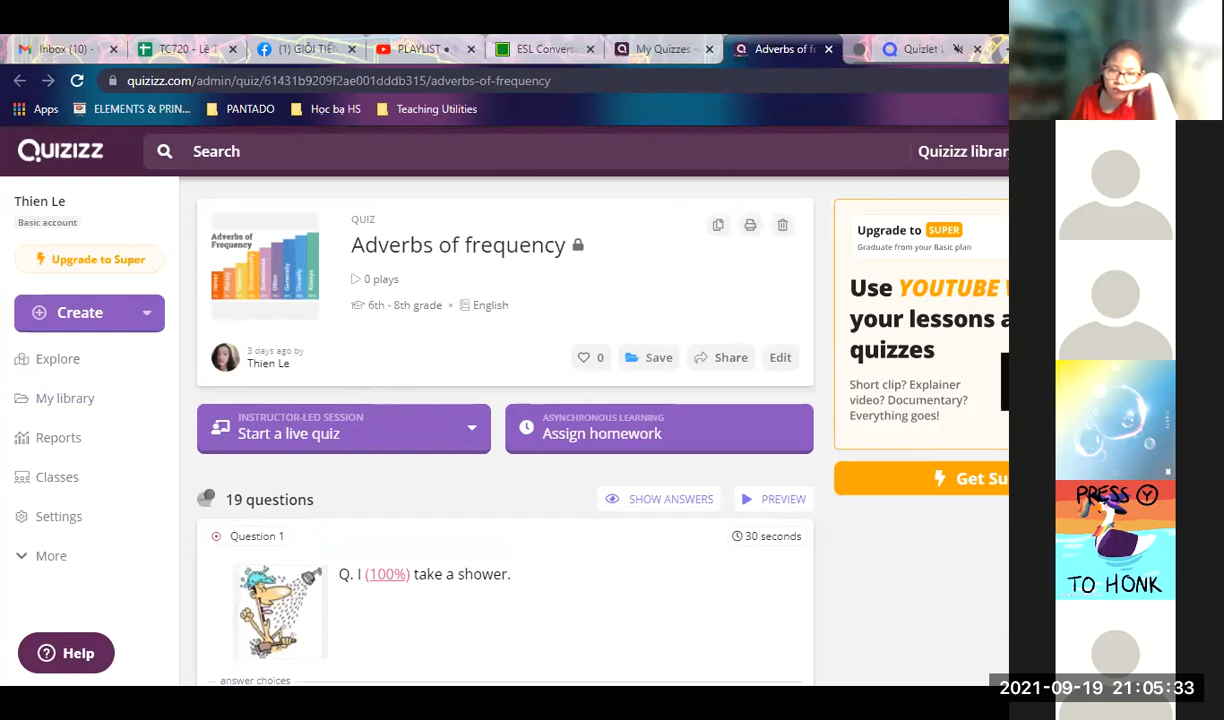 Inbox (10) -
TC720 - Lê T
(1) GIỚI TIẾ
PLAYLIST
ESL Convers
My Quizzes -
Adverbs of f
Quizlet L
quizizz.com/admin/quiz/61431b9209f2ae001dddb315/adverbs-of-frequency
Apps
ELEMENTS & PRIN...
PANTADO
Học bạ HS
Teaching Utilities
QUIZIZZ
Search
Quizizz librar
Thien Le
Basic account
Upgrade to Super
Create
Explore
My library
Reports
Classes
Settings
More
Help
Adverbs of
Frequency
QUIZ
Adverbs of frequency
0 plays
6th - 8th grade • English
3 days ago by
Thien Le
0
Save
Share
Edit
INSTRUCTOR-LED SESSION
Start a live quiz
ASYNCHRONOUS LEARNING
Assign homework
19 questions
SHOW ANSWERS
PREVIEW
Question 1
30 seconds
Q. I (100%) take a shower.
answer choices
Upgrade to SUPER
Graduate from your Basic plan
Use YOUTUBE
your lessons a
quizzes
Short clip? Explainer
video? Documentary?
Everything goes!
Get Su
PRESS Y
TO HONK
2021-09-19 21:05:33